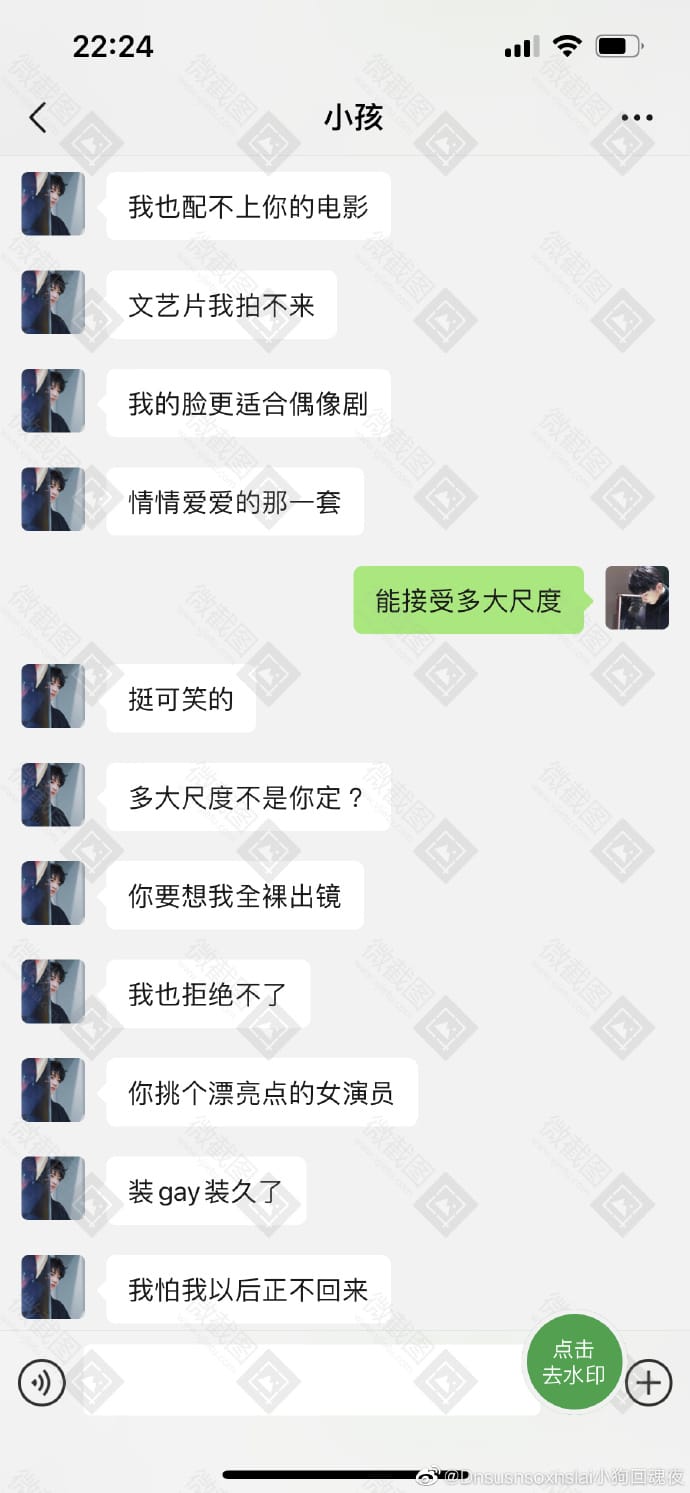 22:24
小孩
我也配不上你的电影
文艺片我拍不来
我的脸更适合偶像剧
情情爱爱的那一套
能接受多大尺度
挺可笑的
多大尺度不是你定？
你要想我全裸出镜
我也拒绝不了
你挑个漂亮点的女演员
装gay装久了
我怕我以后正不回来
点击
去水印
@Dnsusnsoxnslai小狗回魂夜
微截图